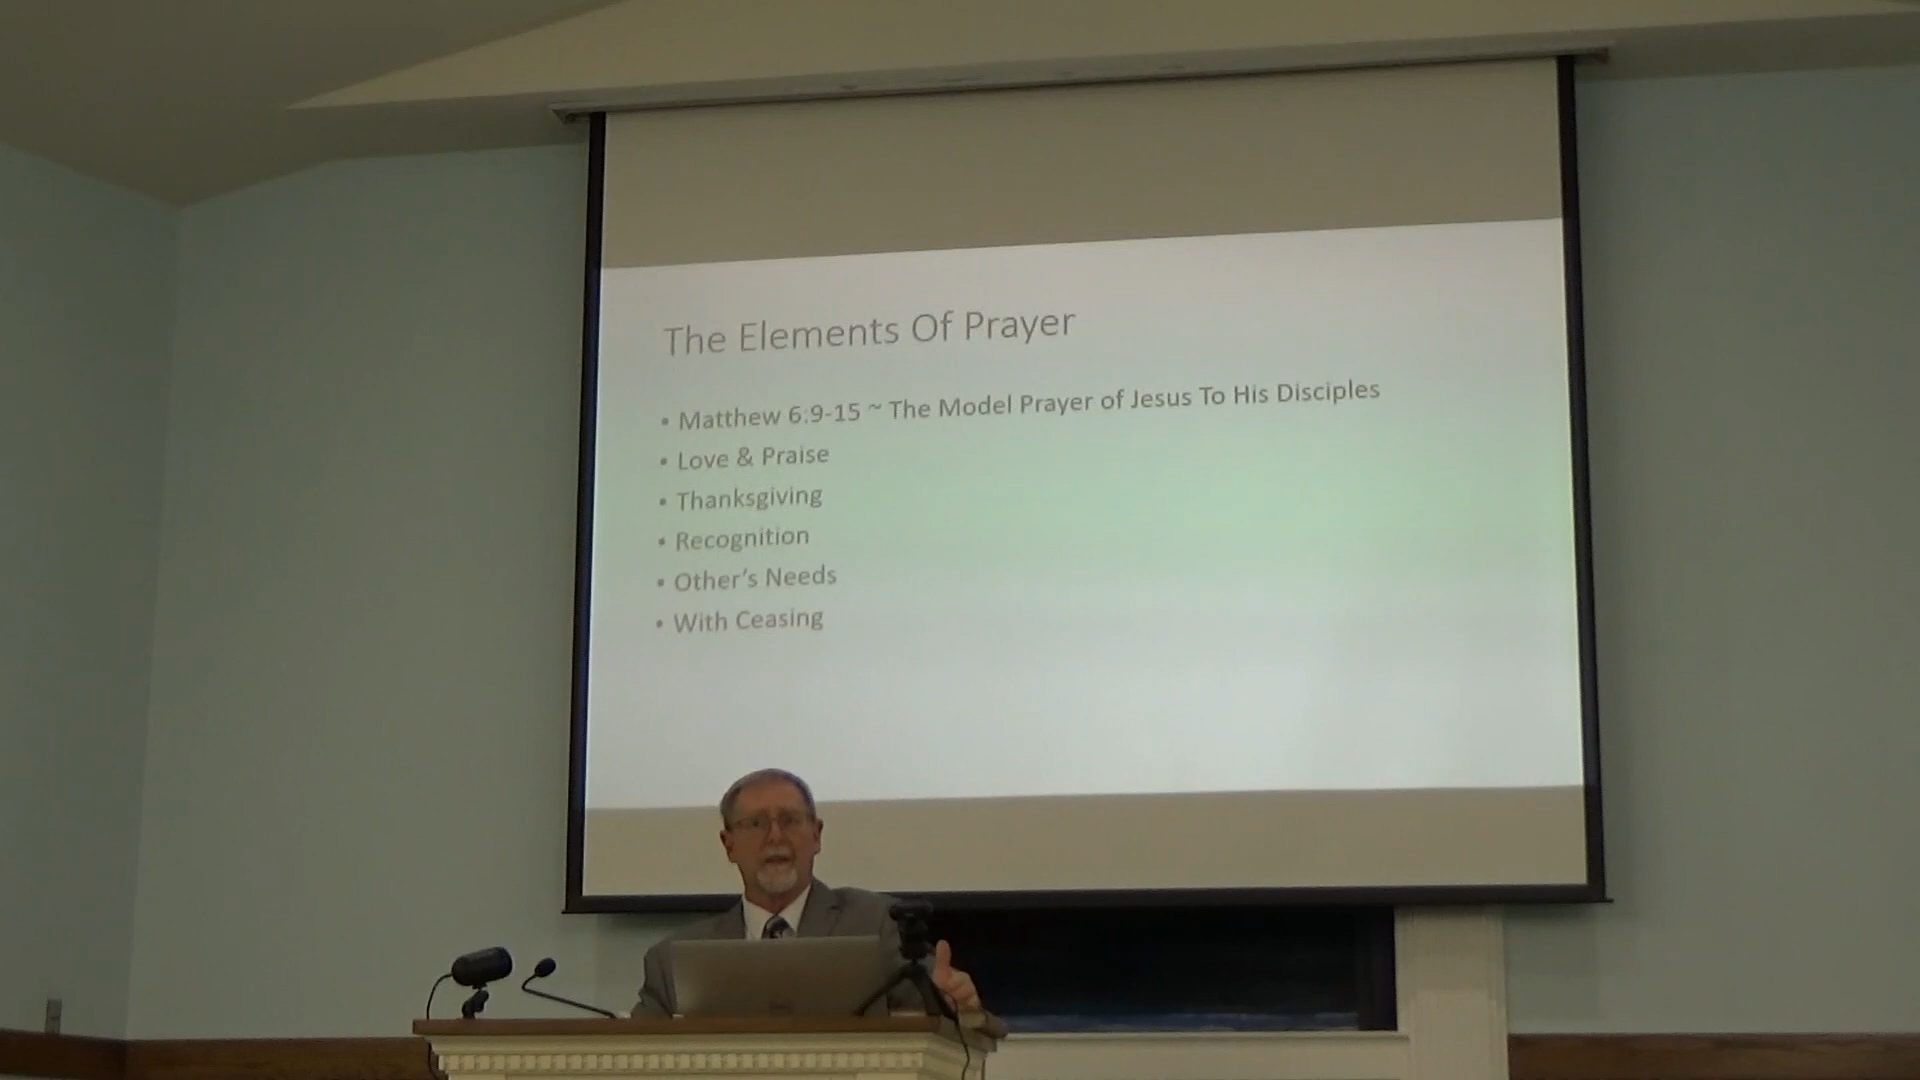 The Elements Of Prayer
• Matthew 6:9-15 ~ The Model Prayer of Jesus To His Disciples
• Love & Praise
• Thanksgiving
• Recognition
• Other's Needs
• With Ceasing